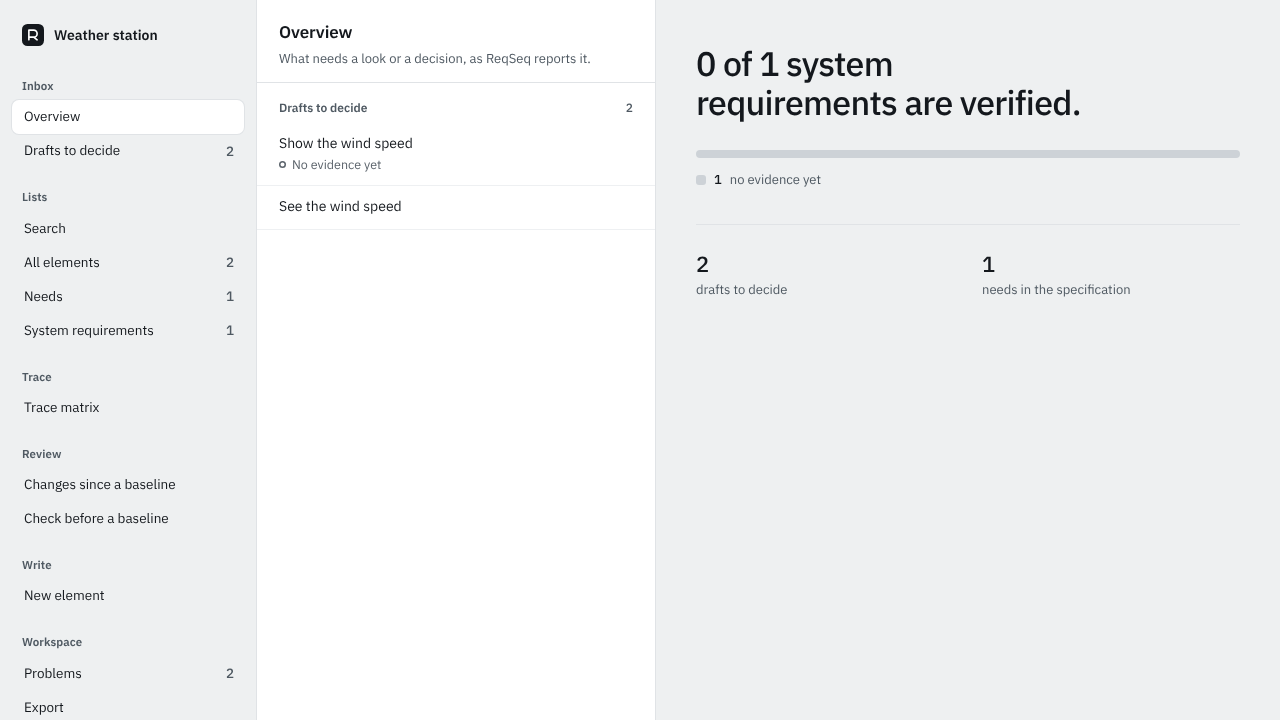 Weather station
Inbox
Overview
Drafts to decide 2
Lists
Search
All elements 2
Needs 1
System requirements 1
Trace
Trace matrix
Review
Changes since a baseline
Check before a baseline
Write
New element
Workspace
Problems 2
Export
Overview
What needs a look or a decision, as ReqSeq reports it.
Drafts to decide 2
Show the wind speed
No evidence yet
See the wind speed
0 of 1 system
requirements are verified.
1 no evidence yet
2
drafts to decide
1
needs in the specification